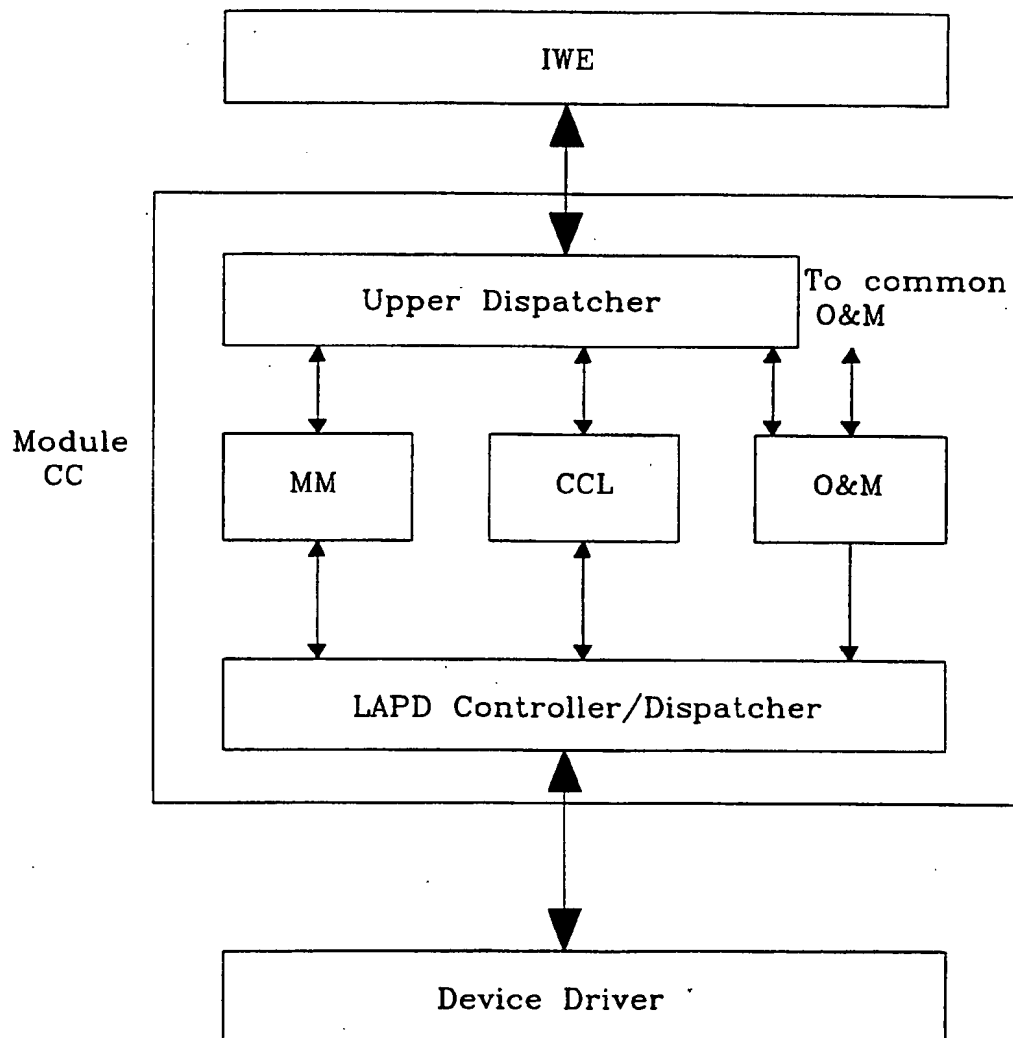 IWE
Upper Dispatcher
To common
O&M
Module
CC
MM
CCL
O&M
LAPD Controller/Dispatcher
Device Driver